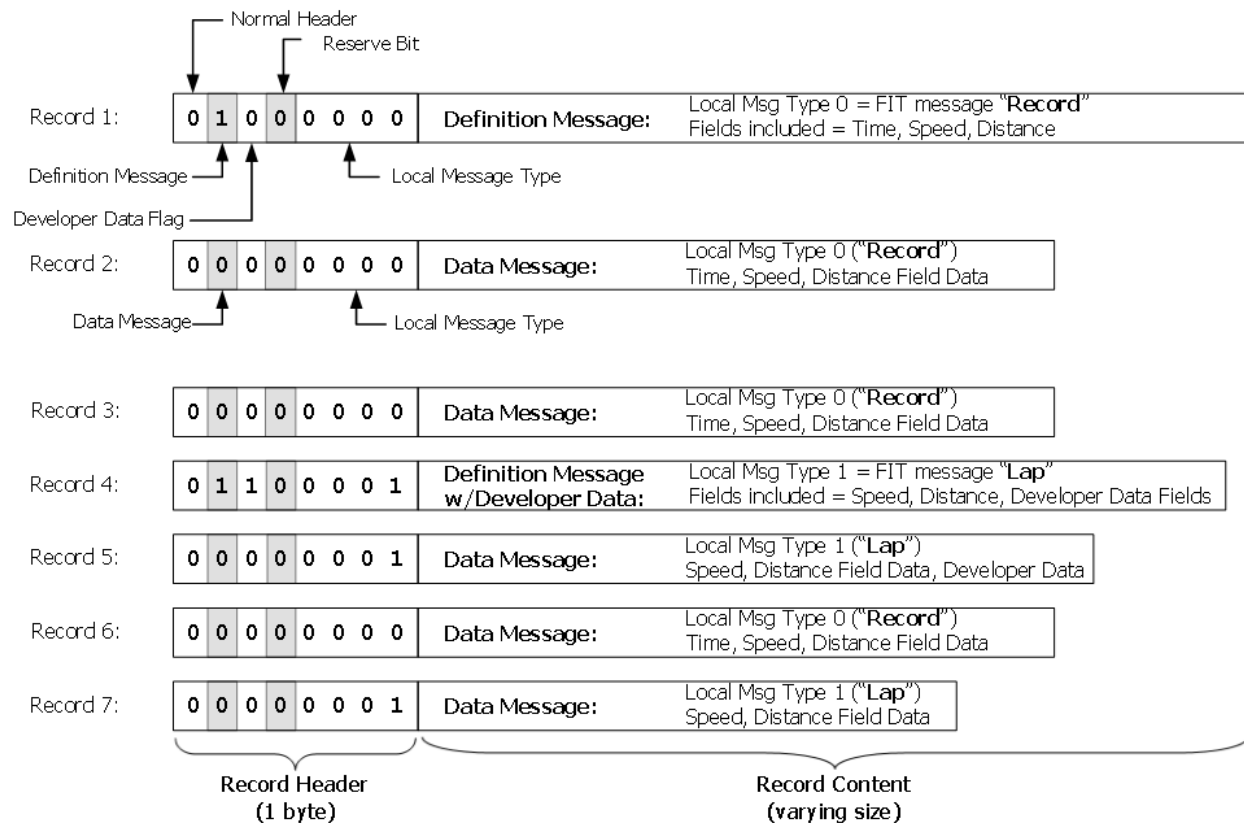 Normal Header
Reserve Bit
Record 1: 0 1 0 0 0 0 0 0 Definition Message: Local Msg Type 0 = FIT message “Record”
Fields included = Time, Speed, Distance
Definition Message Local Message Type
Developer Data Flag
Record 2: 0 0 0 0 0 0 0 0 Data Message: Local Msg Type 0 (“Record”)
Time, Speed, Distance Field Data
Data Message Local Message Type
Record 3: 0 0 0 0 0 0 0 0 Data Message: Local Msg Type 0 (“Record”)
Time, Speed, Distance Field Data
Record 4: 0 1 1 0 0 0 0 1 Definition Message Local Msg Type 1 = FIT message “Lap”
w/Developer Data: Fields included = Speed, Distance, Developer Data Fields
Record 5: 0 0 0 0 0 0 0 1 Data Message: Local Msg Type 1 (“Lap”)
Speed, Distance Field Data, Developer Data
Record 6: 0 0 0 0 0 0 0 0 Data Message: Local Msg Type 0 (“Record”)
Time, Speed, Distance Field Data
Record 7: 0 0 0 0 0 0 0 1 Data Message: Local Msg Type 1 (“Lap”)
Speed, Distance Field Data
Record Header Record Content
(1 byte) (varying size)